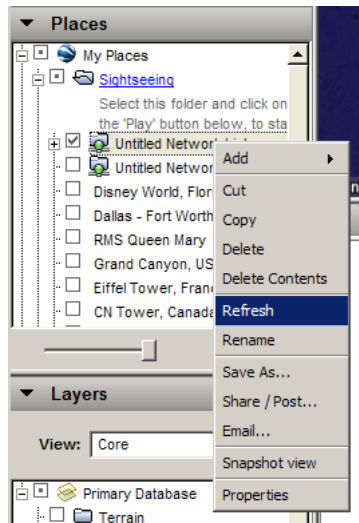 Places
My Places
Sightseeing
Select this folder and click on
the 'Play' button below, to sta
Untitled Network
Untitled Networ
Disney World, Flor
Dallas - Fort Worth
RMS Queen Mary
Grand Canyon, US
Eiffel Tower, Franc
CN Tower, Canada
Add
Cut
Copy
Delete
Delete Contents
Refresh
Rename
Save As...
Share / Post...
Email...
Snapshot view
Properties
Layers
View: Core
Primary Database
Terrain